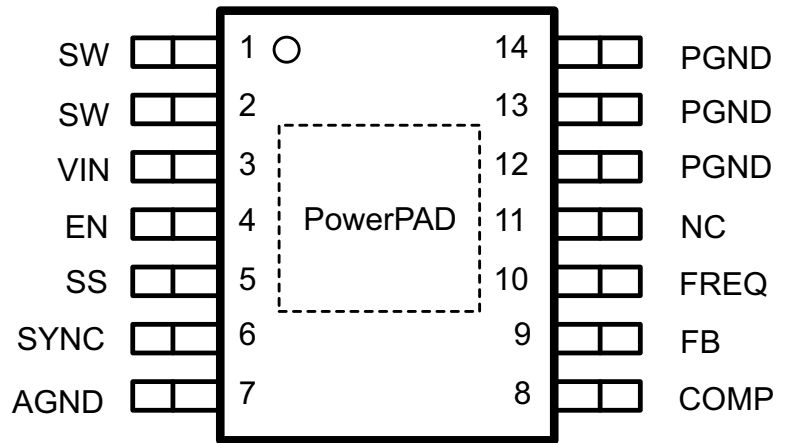 SW 1 14 PGND
SW 2 13 PGND
VIN 3 12 PGND
EN 4 PowerPAD 11 NC
SS 5 10 FREQ
SYNC 6 9 FB
AGND 7 8 COMP